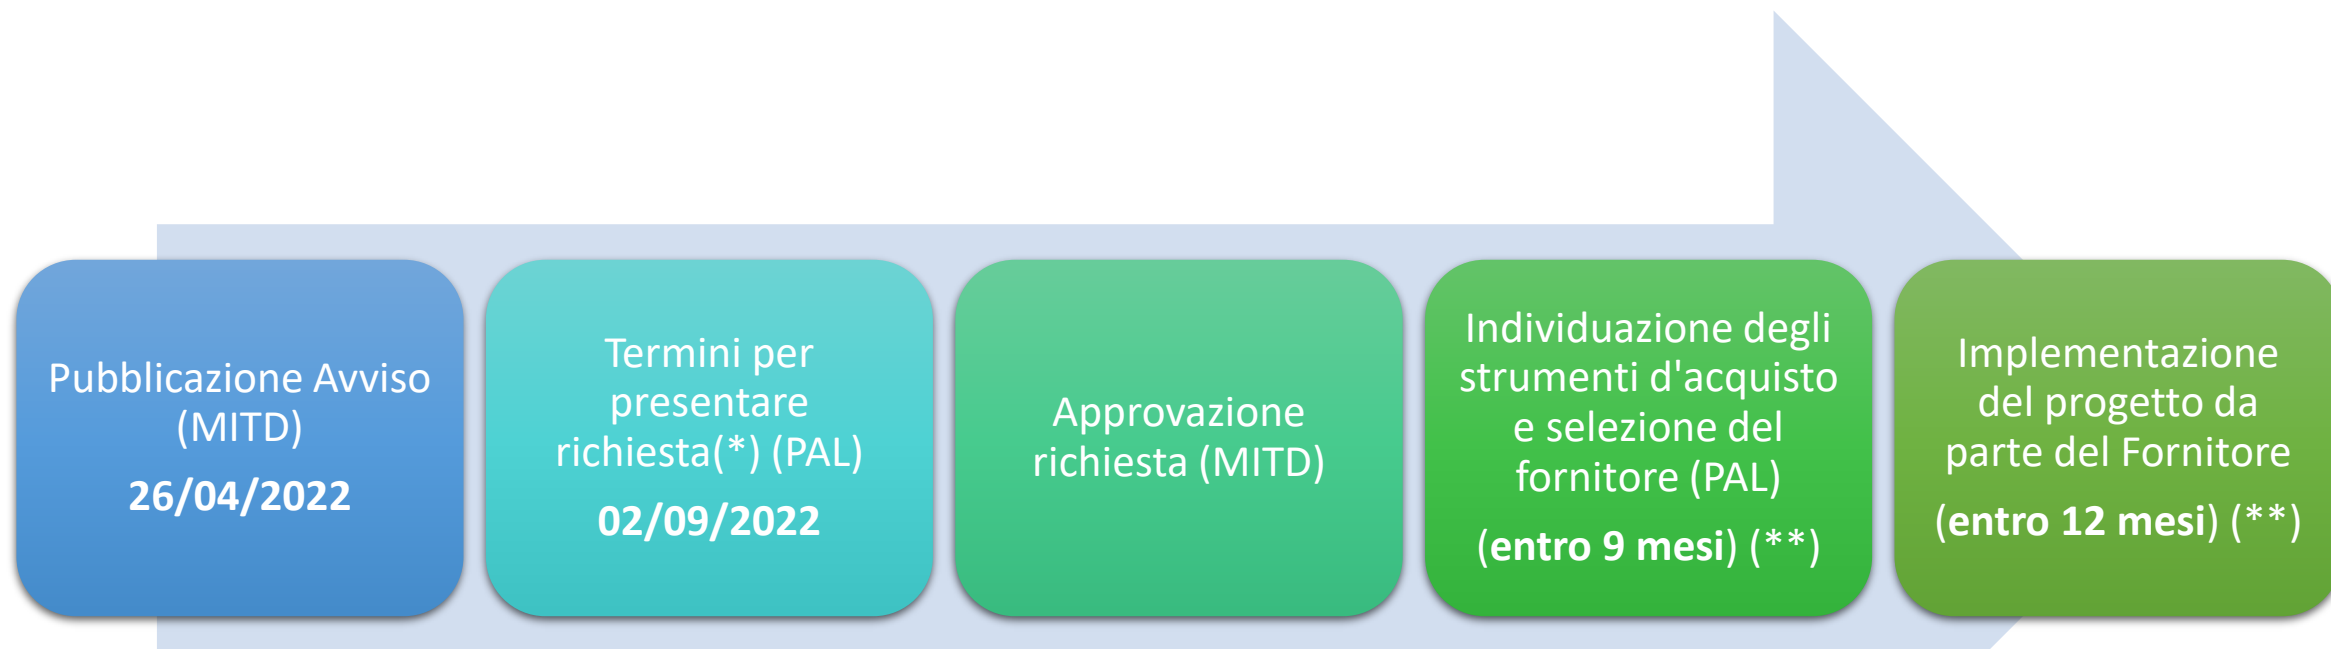 Pubblicazione Avviso
(MITD)
26/04/2022
Termini per
presentare
richiesta(*) (PAL)
02/09/2022
Approvazione
richiesta (MITD)
Individuazione degli
strumenti d'acquisto
e selezione del
fornitore (PAL)
(entro 9 mesi) (**)
Implementazione
del progetto da
parte del Fornitore
(entro 12 mesi) (**)